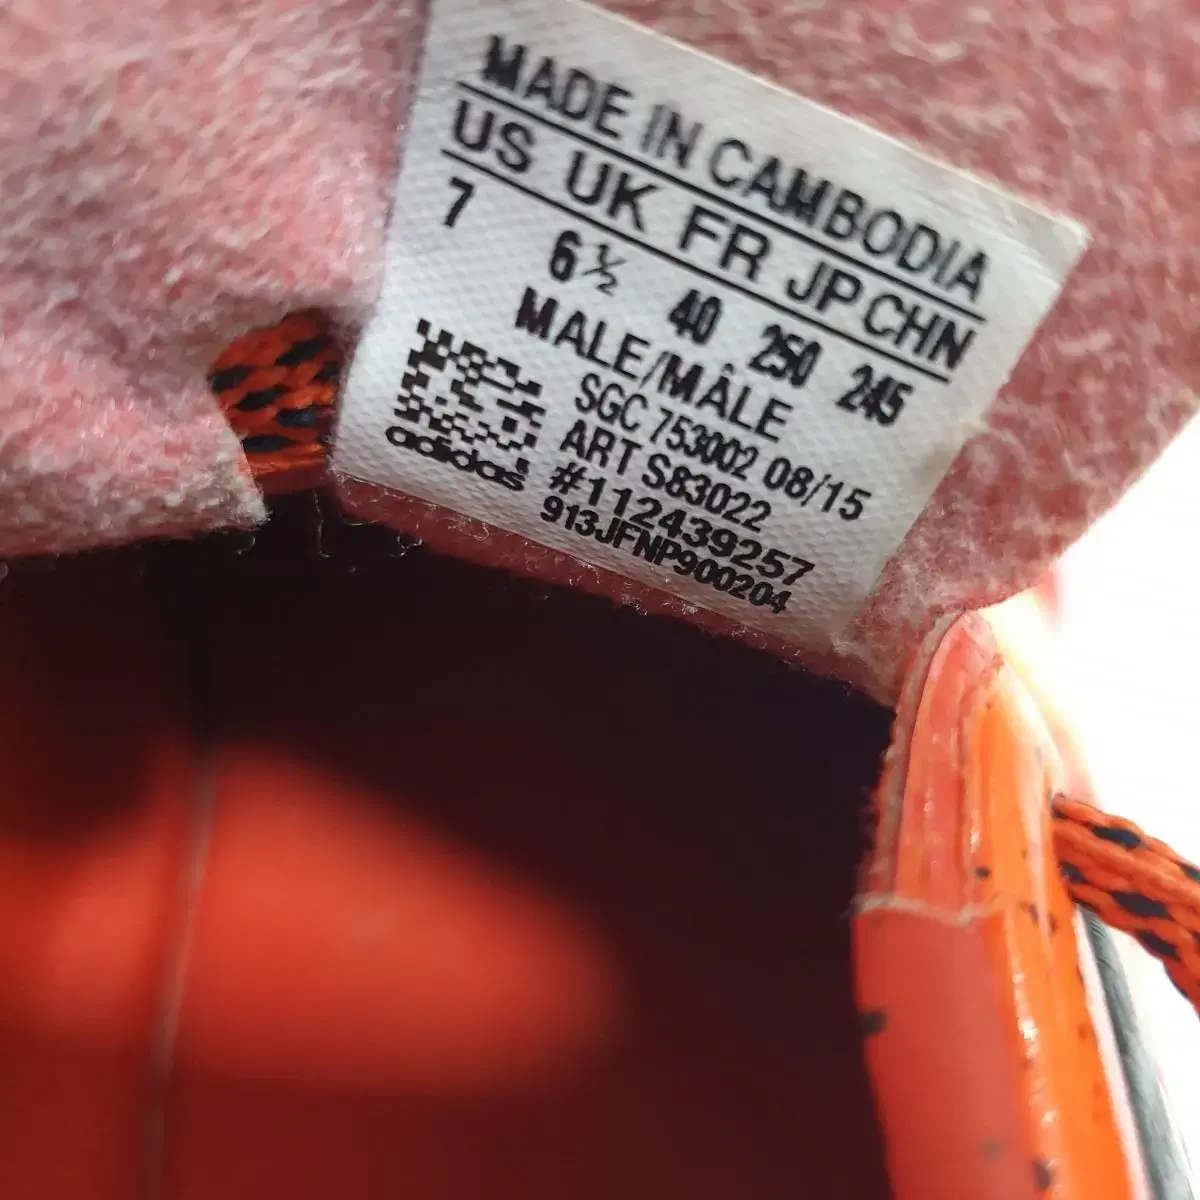 MADE IN CAMBODIA
US UK FR JP CHN
7 6½ 40 250 245
MALE/MÂLE
SGC 753002 08/15
ART S83022
#112439257
913JFNP900204
adidas